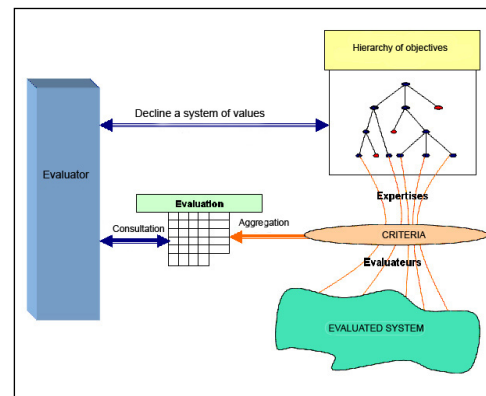 Hierarchy of objectives
Decline a system of values
Evaluator
Expertises
Evaluation
Aggregation
Consultation
CRITERIA
Evaluateurs
EVALUATED SYSTEM